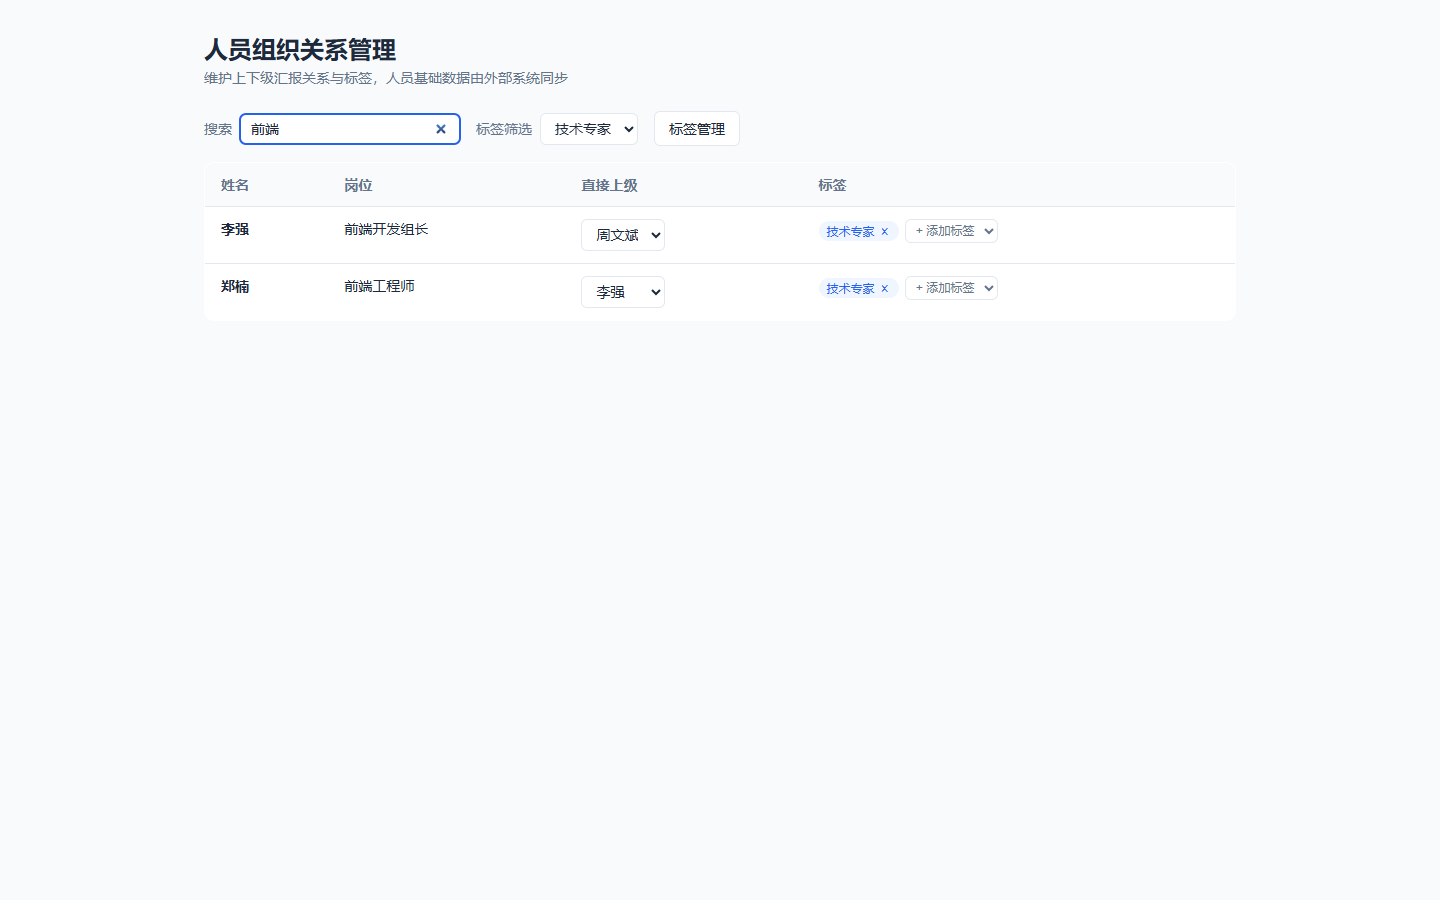 人员组织关系管理
维护上下级汇报关系与标签，人员基础数据由外部系统同步
搜索 前端 × 标签筛选 技术专家 标签管理
姓名 岗位 直接上级 标签
李强 前端开发组长 周文斌 技术专家 x + 添加标签
郑楠 前端工程师 李强 技术专家 x + 添加标签